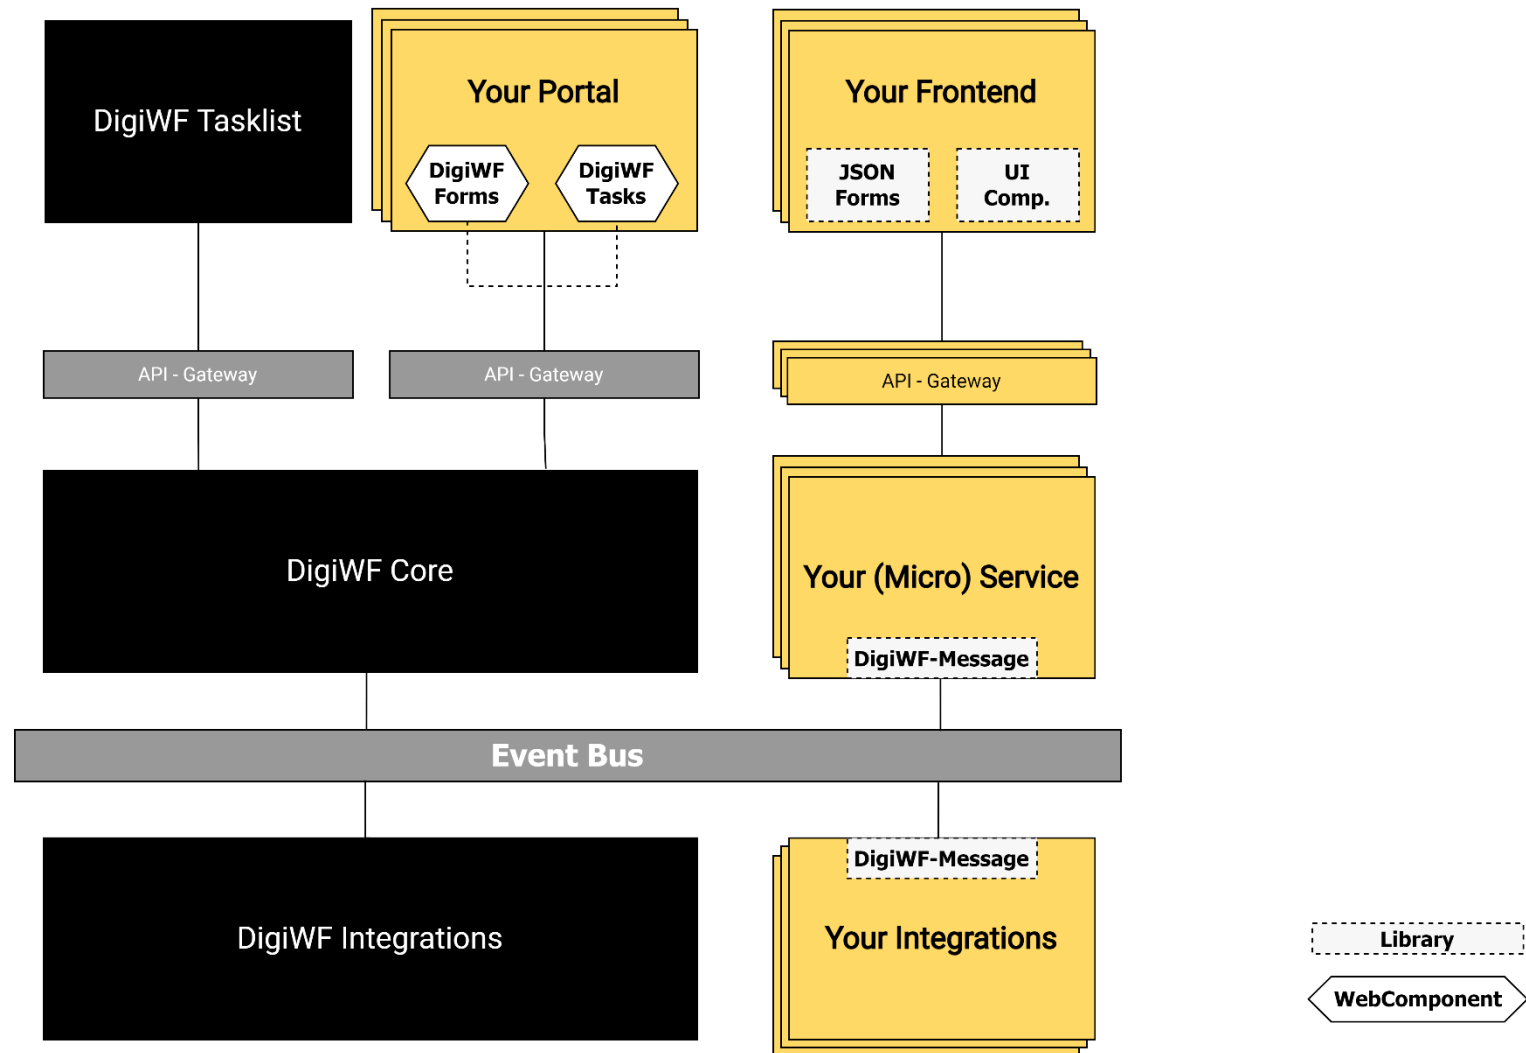 DigiWF Tasklist
Your Portal
DigiWF
Forms
DigiWF
Tasks
Your Frontend
JSON
Forms
UI
Comp.
API - Gateway
API - Gateway
API - Gateway
DigiWF Core
Your (Micro) Service
DigiWF-Message
Event Bus
DigiWF Integrations
DigiWF-Message
Your Integrations
Library
WebComponent